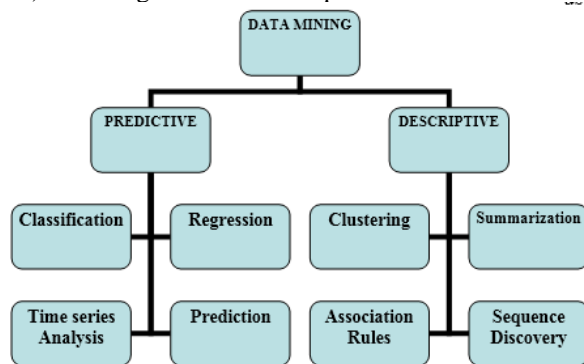 DATA MINING
PREDICTIVE
DESCRIPTIVE
Classification
Regression
Clustering
Summarization
Time series
Analysis
Prediction
Association
Rules
Sequence
Discovery